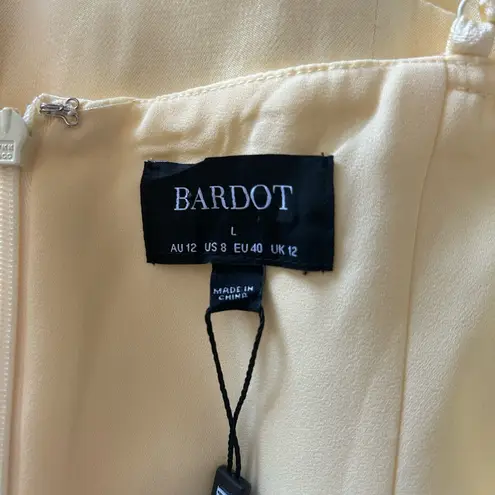 BARDOT
L
AU 12 US 8 EU 40 UK 12
MADE IN
CHINA